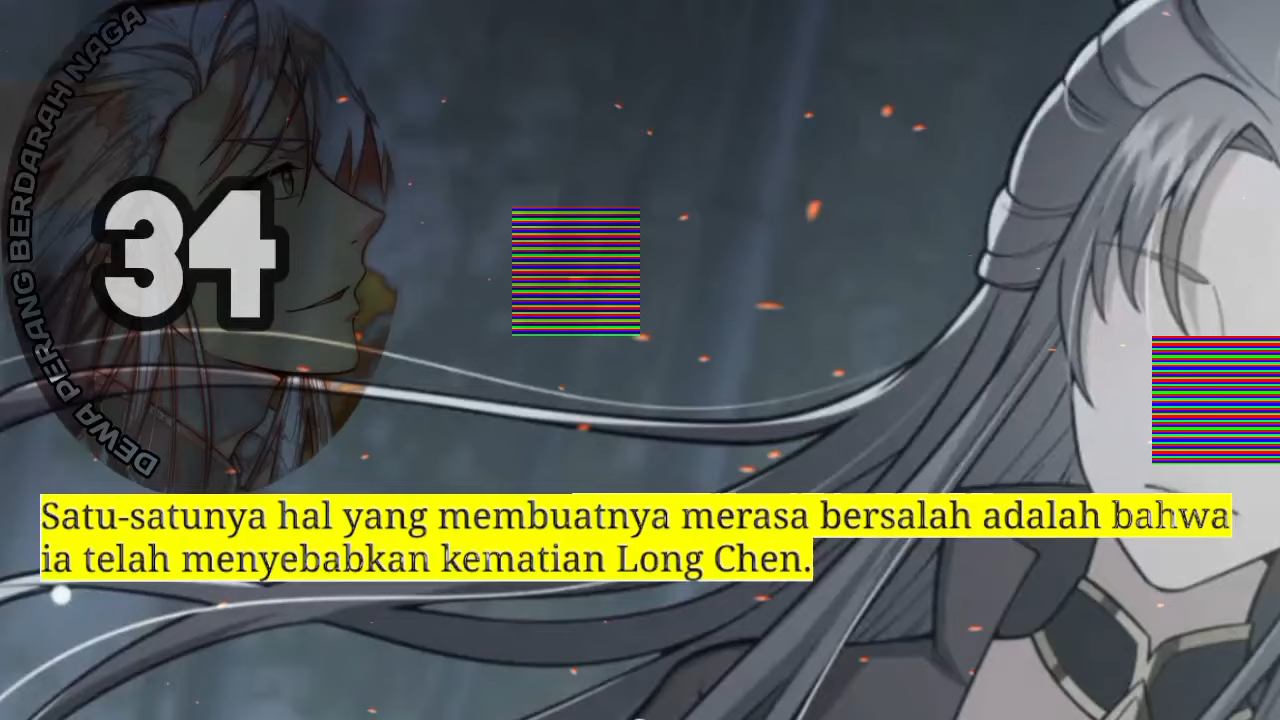 DEWA PERANG BERDARAH NAGA
34
Satu-satunya hal yang membuatnya merasa bersalah adalah bahwa
ia telah menyebabkan kematian Long Chen.